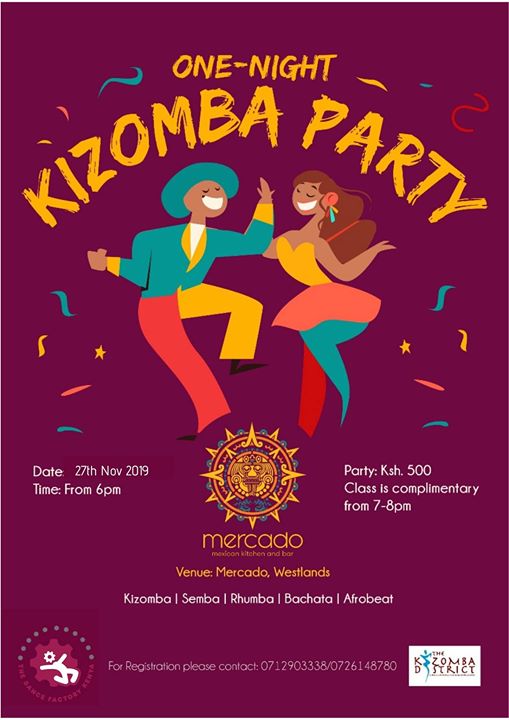 ONE-NIGHT
KIZOMBA PARTY
Date: 27th Nov 2019
Time: From 6pm
Party: Ksh. 500
Class is complimentary
from 7-8pm
mercado
mexican kitchen and bar
Venue: Mercado, Westlands
Kizomba | Semba | Rhumba | Bachata | Afrobeat
THE DANCE FACTORY KENYA
For Registration please contact: 0712903338/0726148780
THE
KIZOMBA
DISTRICT